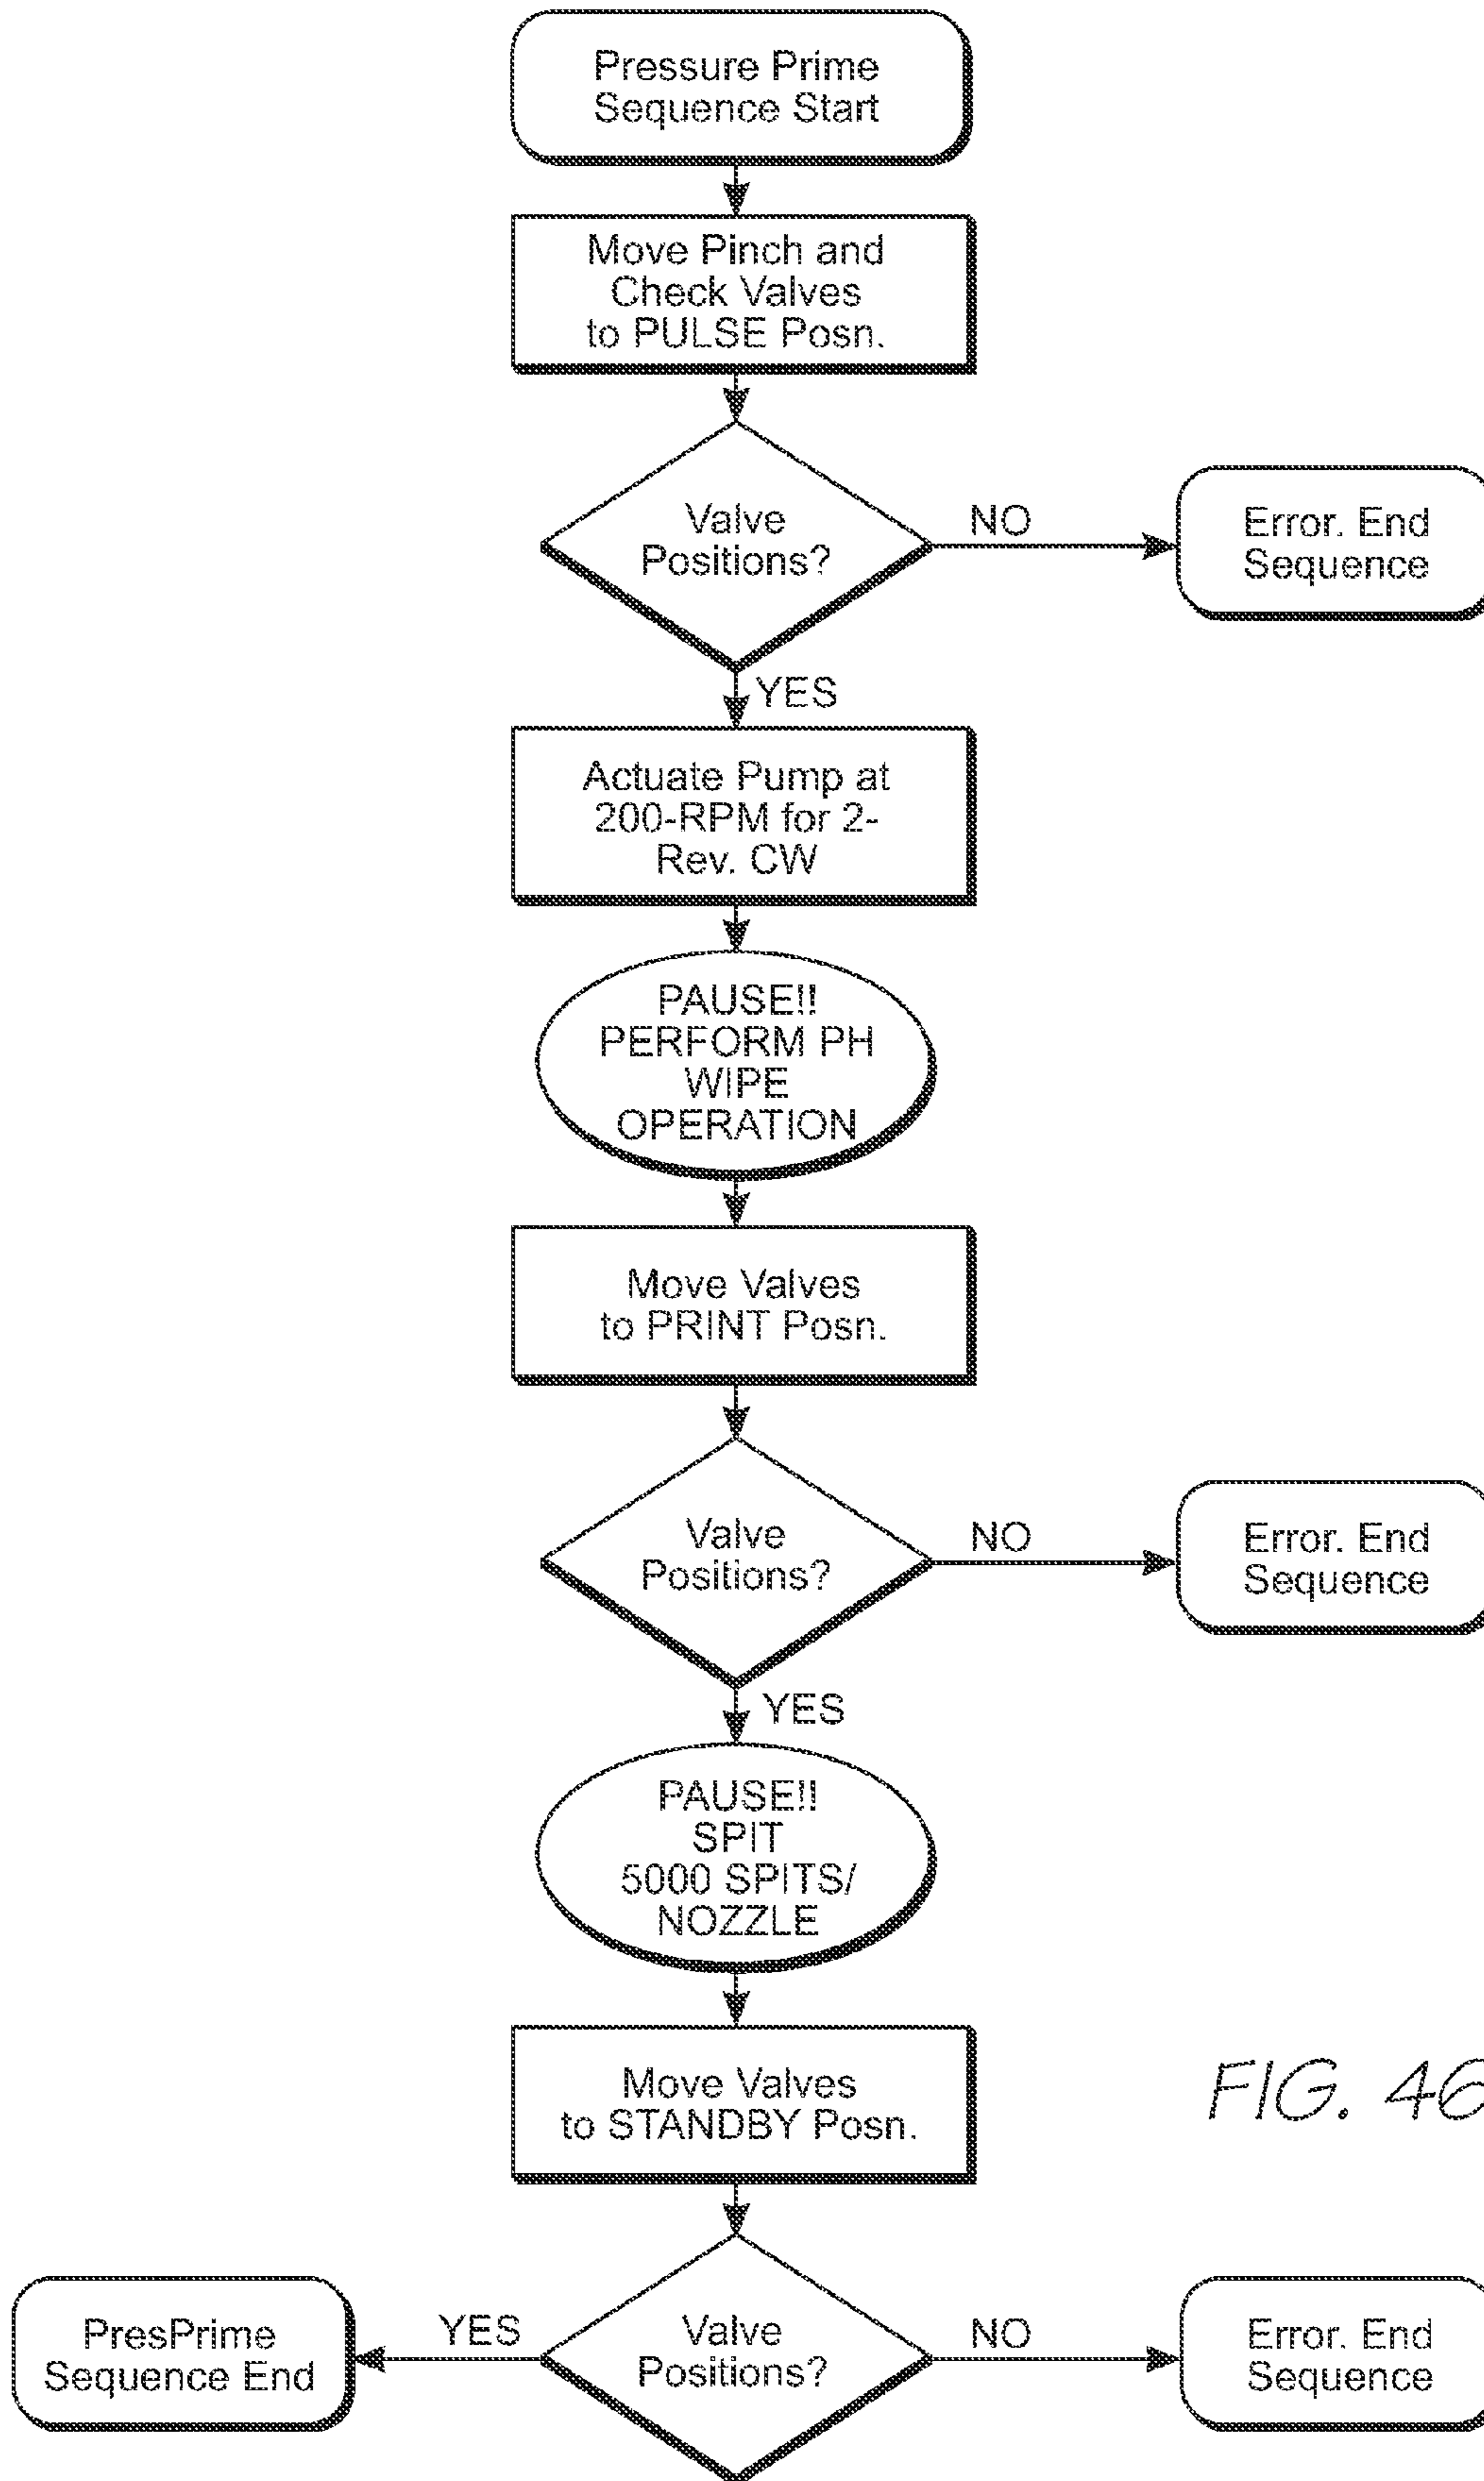 Pressure Prime
Sequence Start
Move Pinch and
Check Valves
to PULSE Posn.
Valve
Positions?
NO
Error. End
Sequence
YES
Actuate Pump at
200-RPM for 2-
Rev. CW
PAUSE!!
PERFORM PH
WIPE
OPERATION
Move Valves
to PRINT Posn.
Valve
Positions?
NO
Error. End
Sequence
YES
PAUSE!!
SPIT
5000 SPITS/
NOZZLE
Move Valves
to STANDBY Posn.
FIG. 46
PresPrime
Sequence End
YES
Valve
Positions?
NO
Error. End
Sequence